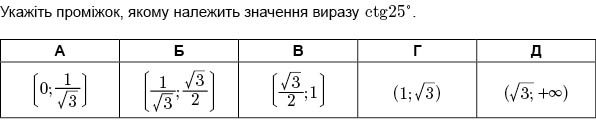 Укажіть проміжок, якому належить значення виразу ctg25°.
А Б В Г Д
(0; 1/√3) (1/√3; √3/2) (√3/2; 1) (1; √3) (√3; +∞)